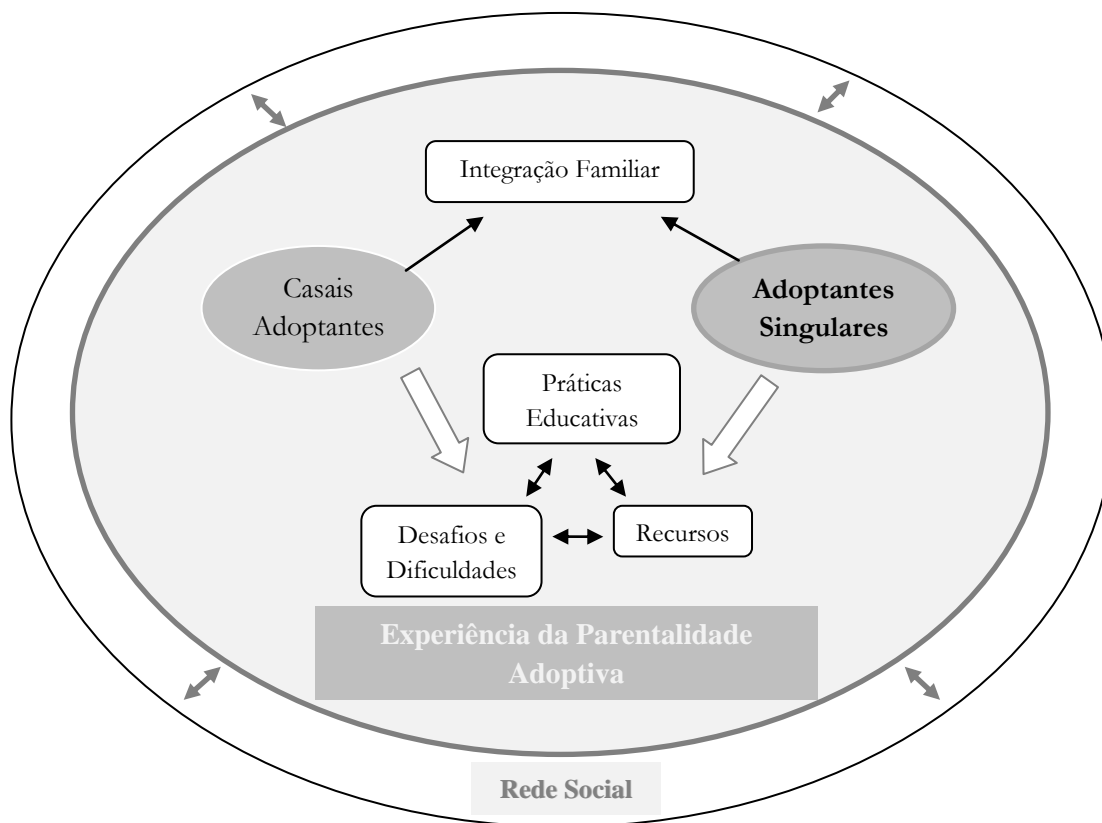 Integração Familiar
Casais
Adoptantes
Adoptantes
Singulares
Práticas
Educativas
Desafios e
Dificuldades
Recursos
Experiência da Parentalidade
Adoptiva
Rede Social